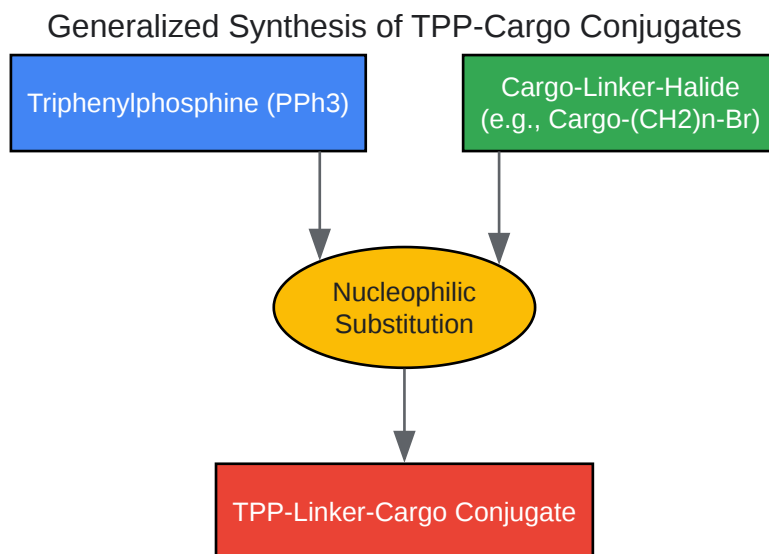 Generalized Synthesis of TPP-Cargo Conjugates
Triphenylphosphine (PPh3)
Cargo-Linker-Halide
(e.g., Cargo-(CH2)n-Br)
Nucleophilic
Substitution
TPP-Linker-Cargo Conjugate